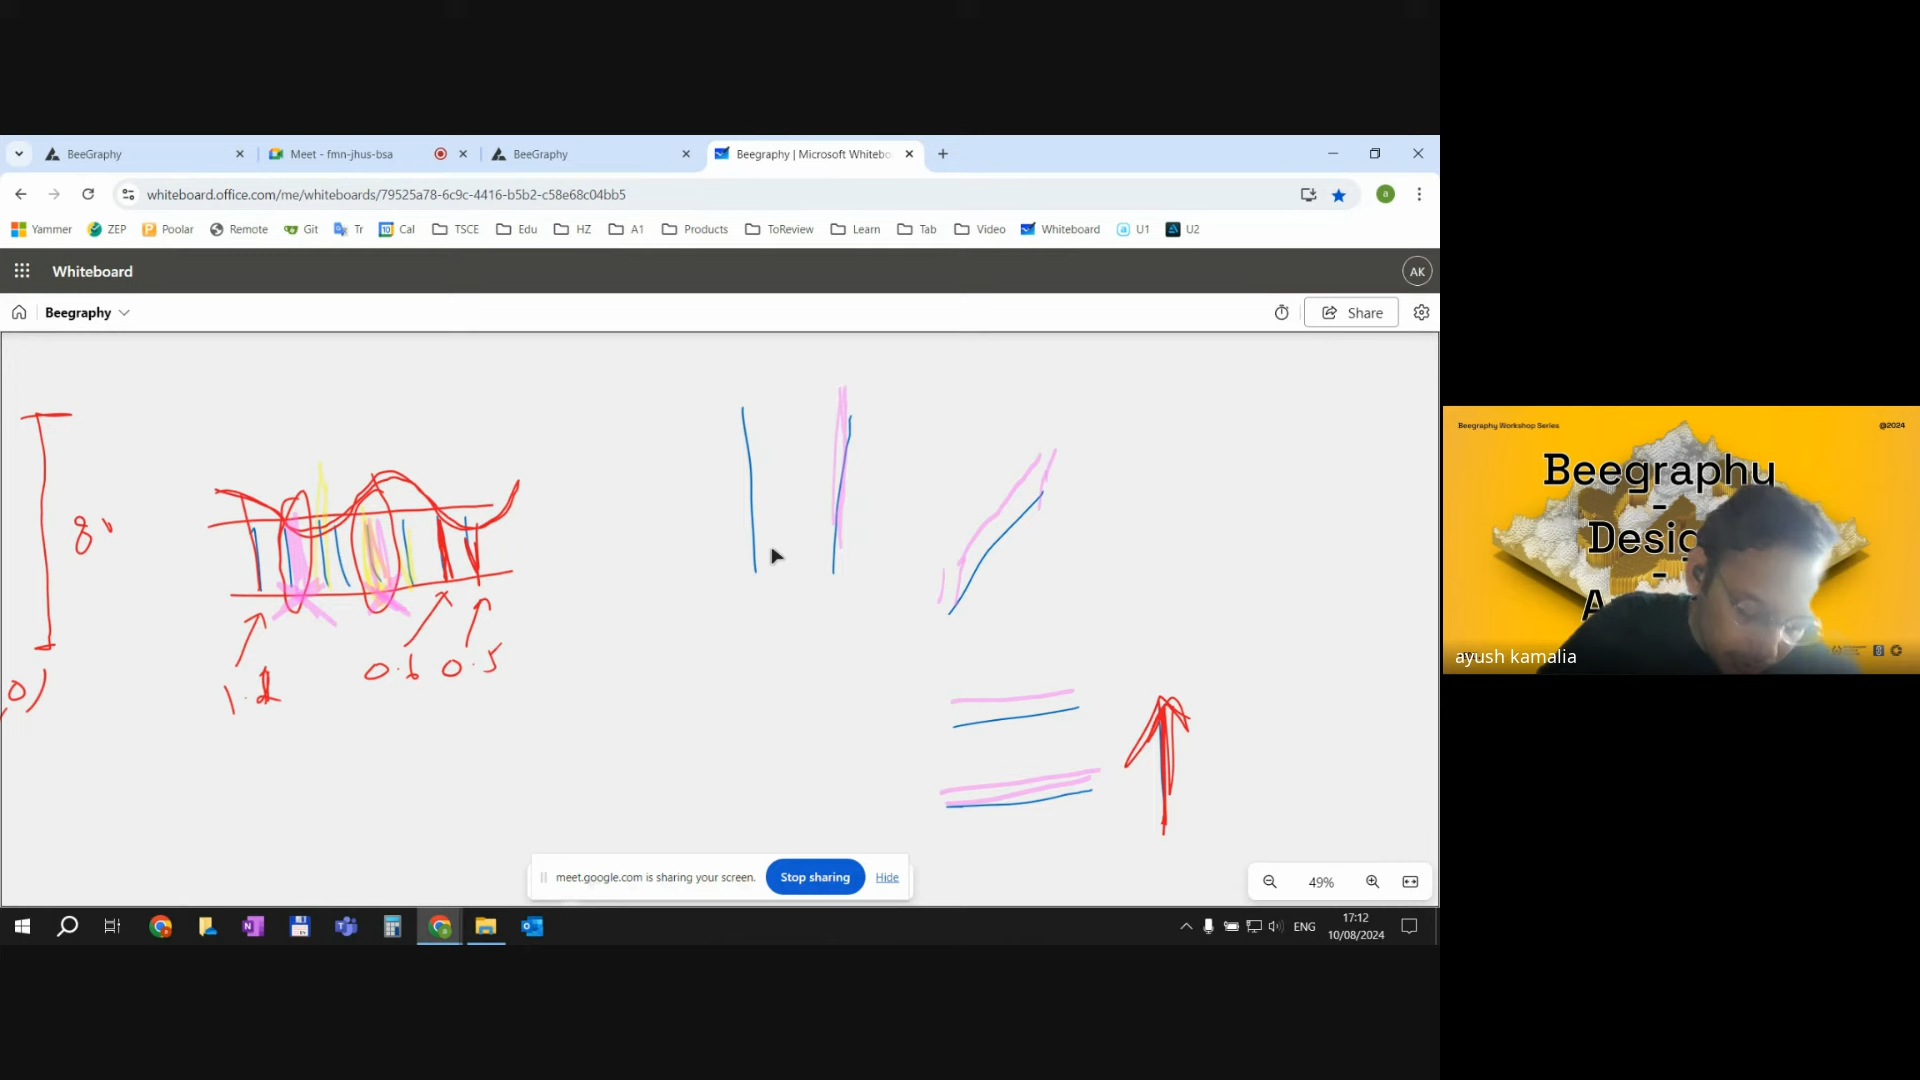 BeeGraphy
Meet - fmn-jhus-bsa
BeeGraphy
Beegraphy | Microsoft Whitebo
whiteboard.office.com/me/whiteboards/79525a78-6c9c-4416-b5b2-c58e68c04bb5
a
Yammer ZEP Poolar Remote Git Tr Cal TSCE Edu HZ A1 Products ToReview Learn Tab Video Whiteboard U1 U2
Whiteboard
AK
Beegraphy
Share
8"
0)
0.6 0.5
meet.google.com is sharing your screen. Stop sharing Hide
49%
ENG
17:12
10/08/2024
Beegraphy Workshop Series
@2024
Beegraphy
-
Desig
-
A
ayush kamalia